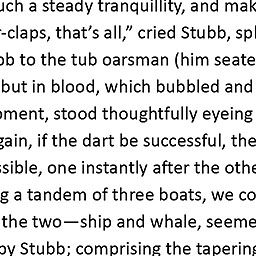 such a steady tranquillity, and mak
-claps, that's all,” cried Stubb, spl
bb to the tub oarsman (him seate
but in blood, which bubbled and
pment, stood thoughtfully eyeing
gain, if the dart be successful, the
ssible, one instantly after the othe
g a tandem of three boats, we co
the two—ship and whale, seeme
by Stubb; comprising the tapering